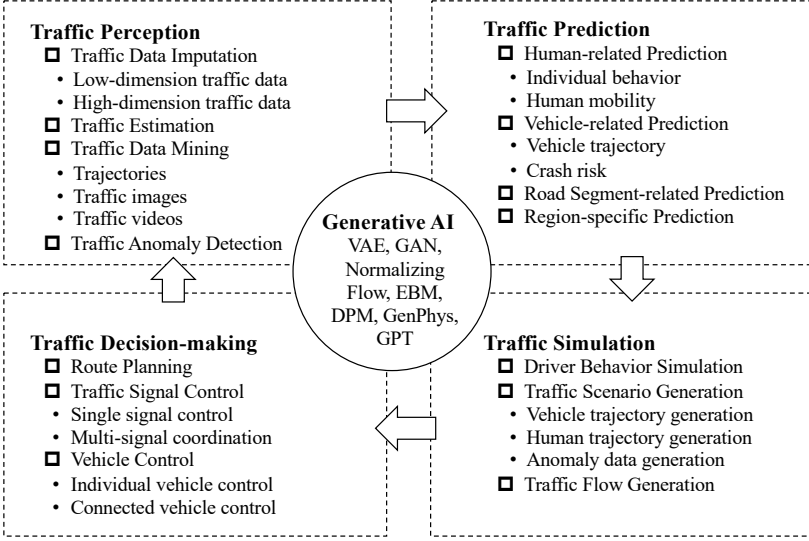 Traffic Perception
Traffic Data Imputation
• Low-dimension traffic data
• High-dimension traffic data
Traffic Estimation
Traffic Data Mining
• Trajectories
• Traffic images
• Traffic videos
Traffic Anomaly Detection
Traffic Prediction
Human-related Prediction
• Individual behavior
• Human mobility
Vehicle-related Prediction
• Vehicle trajectory
• Crash risk
Road Segment-related Prediction
Region-specific Prediction
Generative AI
VAE, GAN,
Normalizing
Flow, EBM,
DPM, GenPhys,
GPT
Traffic Decision-making
Route Planning
Traffic Signal Control
• Single signal control
• Multi-signal coordination
Vehicle Control
• Individual vehicle control
• Connected vehicle control
Traffic Simulation
Driver Behavior Simulation
Traffic Scenario Generation
• Vehicle trajectory generation
• Human trajectory generation
• Anomaly data generation
Traffic Flow Generation